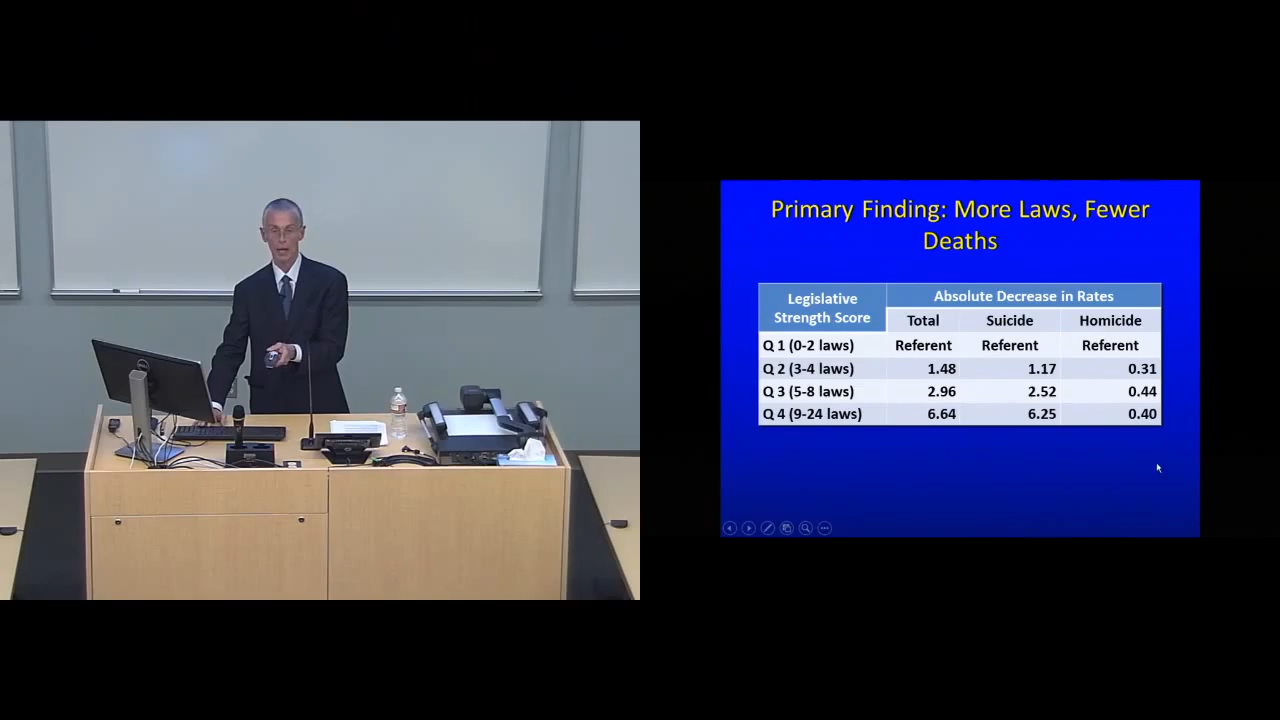 Primary Finding: More Laws, Fewer
Deaths
Legislative
Strength Score
Absolute Decrease in Rates
Total Suicide Homicide
Q 1 (0-2 laws) Referent Referent Referent
Q 2 (3-4 laws) 1.48 1.17 0.31
Q 3 (5-8 laws) 2.96 2.52 0.44
Q 4 (9-24 laws) 6.64 6.25 0.40